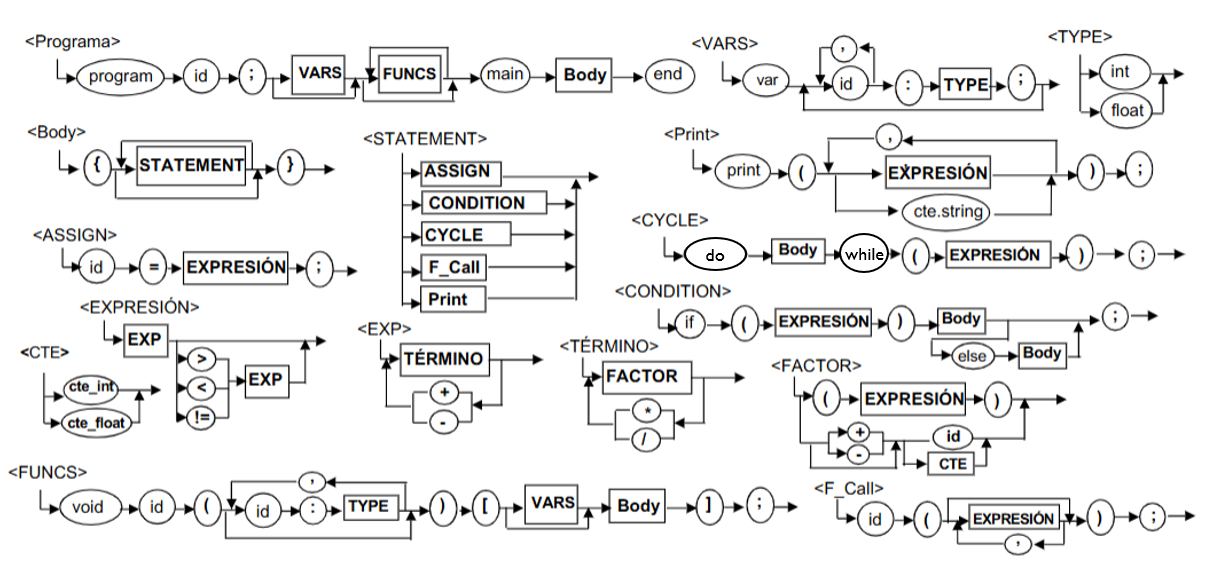 <Programa>
program id ; VARS FUNCS main Body end
<VARS>
var id , : TYPE ;
<TYPE>
int
float
<Body>
{ STATEMENT }
<STATEMENT>
ASSIGN
CONDITION
CYCLE
F_Call
Print
<Print>
,
print ( EXPRESIÓN ) ;
cte.string
<ASSIGN>
id = EXPRESIÓN ;
<CYCLE>
do Body while ( EXPRESIÓN ) ;
<EXPRESIÓN>
EXP
>
<
!=
EXP
<CONDITION>
if ( EXPRESIÓN ) Body ;
else Body
<CTE>
cte_int
cte_float
<EXP>
TÉRMINO
+
-
<TÉRMINO>
FACTOR
*
/
<FACTOR>
( EXPRESIÓN )
+
-
id
CTE
<FUNCS>
,
void id ( id : TYPE ) [ VARS Body ] ;
<F_Call>
id ( EXPRESIÓN ) ;
,